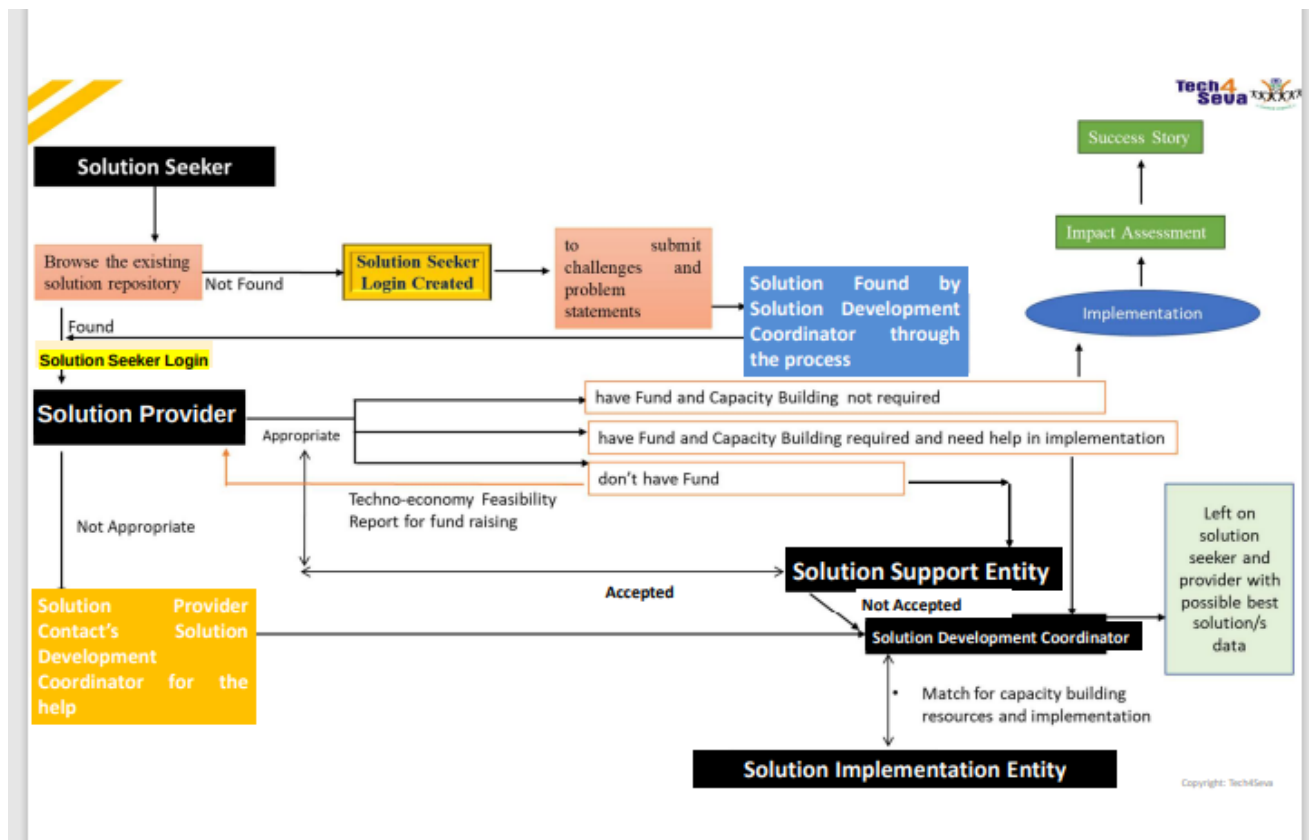 Tech4
Seva
Solution Seeker
Success Story
Impact Assessment
Browse the existing
solution repository
Not Found
Solution Seeker
Login Created
to submit
challenges and
problem
statements
Solution Found by
Solution Development
Coordinator through
the process
Implementation
Found
Solution Seeker Login
Solution Provider
Appropriate
have Fund and Capacity Building not required
have Fund and Capacity Building required and need help in implementation
don't have Fund
Techno-economy Feasibility
Report for fund raising
Not Appropriate
Left on
solution
seeker and
provider with
possible best
solution/s
data
Solution Support Entity
Accepted
Not Accepted
Solution Provider
Contact's Solution
Development
Coordinator for the
help
Solution Development Coordinator
• Match for capacity building
resources and implementation
Solution Implementation Entity
Copyright: Tech4Seva